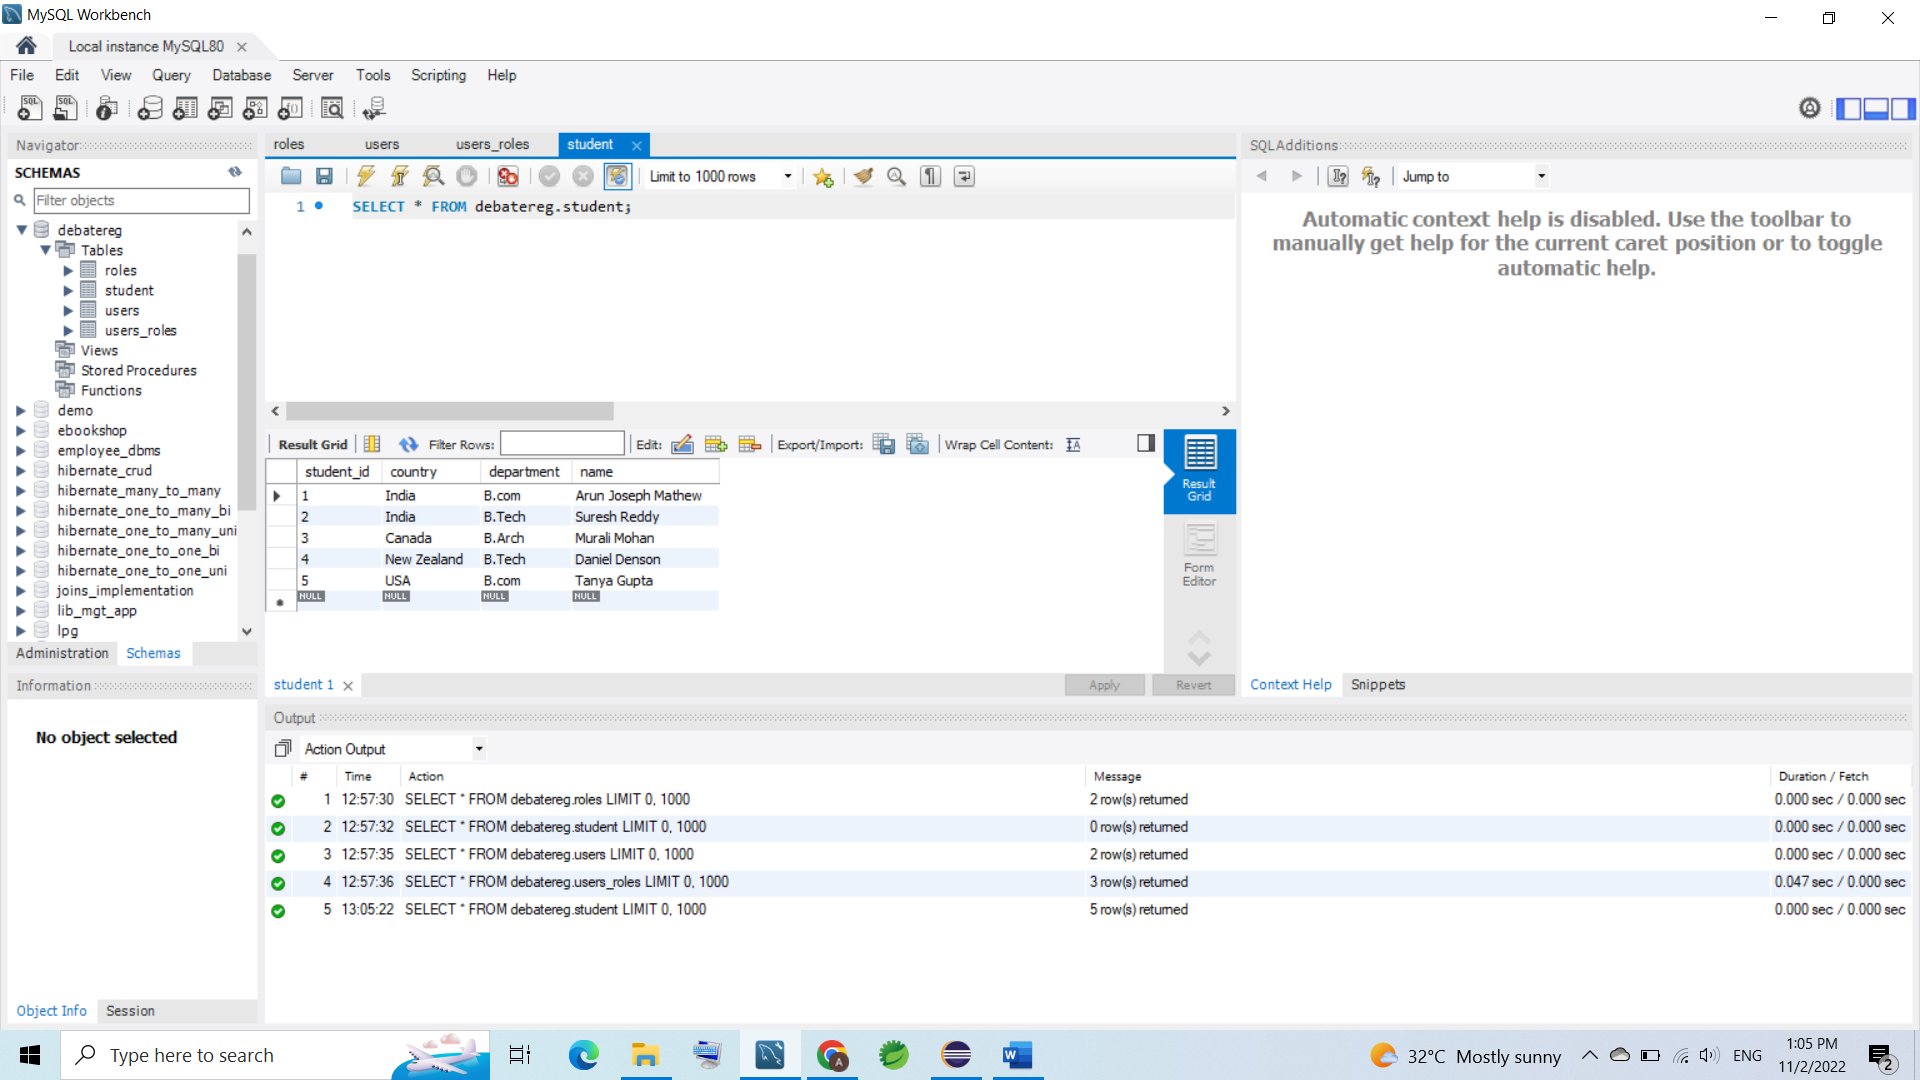 MySQL Workbench
Local instance MySQL80
File Edit View Query Database Server Tools Scripting Help
Navigator
SCHEMAS
Filter objects
debatereg
Tables
roles
student
users
users_roles
Views
Stored Procedures
Functions
demo
ebookshop
employee_dbms
hibernate_crud
hibernate_many_to_many
hibernate_one_to_many_bi
hibernate_one_to_many_uni
hibernate_one_to_one_bi
hibernate_one_to_one_uni
joins_implementation
lib_mgt_app
lpg
Administration Schemas
Information
No object selected
Object Info Session
roles users users_roles student
Limit to 1000 rows
1 SELECT * FROM debatereg.student;
Result Grid Filter Rows: Edit: Export/Import: Wrap Cell Content:
student_id country department name
1 India B.com Arun Joseph Mathew
2 India B.Tech Suresh Reddy
3 Canada B.Arch Murali Mohan
4 New Zealand B.Tech Daniel Denson
5 USA B.com Tanya Gupta
NULL NULL NULL NULL
Result
Grid
Form
Editor
student 1
Apply Revert
SQLAdditions
Jump to
Automatic context help is disabled. Use the toolbar to
manually get help for the current caret position or to toggle
automatic help.
Context Help Snippets
Output
Action Output
# Time Action Message Duration / Fetch
1 12:57:30 SELECT * FROM debatereg.roles LIMIT 0, 1000 2 row(s) returned 0.000 sec / 0.000 sec
2 12:57:32 SELECT * FROM debatereg.student LIMIT 0, 1000 0 row(s) returned 0.000 sec / 0.000 sec
3 12:57:35 SELECT * FROM debatereg.users LIMIT 0, 1000 2 row(s) returned 0.000 sec / 0.000 sec
4 12:57:36 SELECT * FROM debatereg.users_roles LIMIT 0, 1000 3 row(s) returned 0.047 sec / 0.000 sec
5 13:05:22 SELECT * FROM debatereg.student LIMIT 0, 1000 5 row(s) returned 0.000 sec / 0.000 sec
Type here to search
32°C Mostly sunny
ENG
1:05 PM
11/2/2022
2